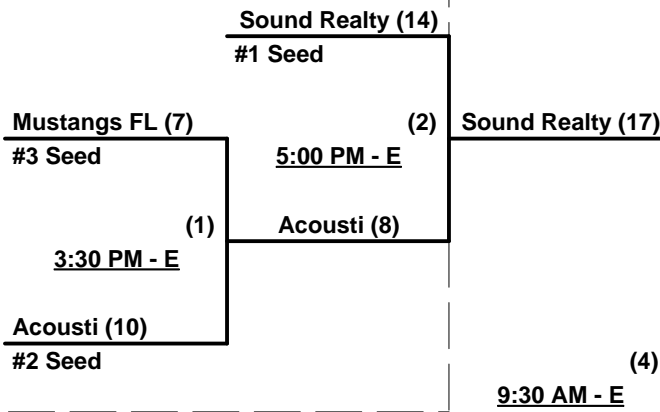 Sound Realty (14)
#1 Seed
Mustangs FL (7)
(2)
Sound Realty (17)
#3 Seed
5:00 PM - E
(1)
Acousti (8)
3:30 PM - E
Acousti (10)
#2 Seed
(4)
9:30 AM - E